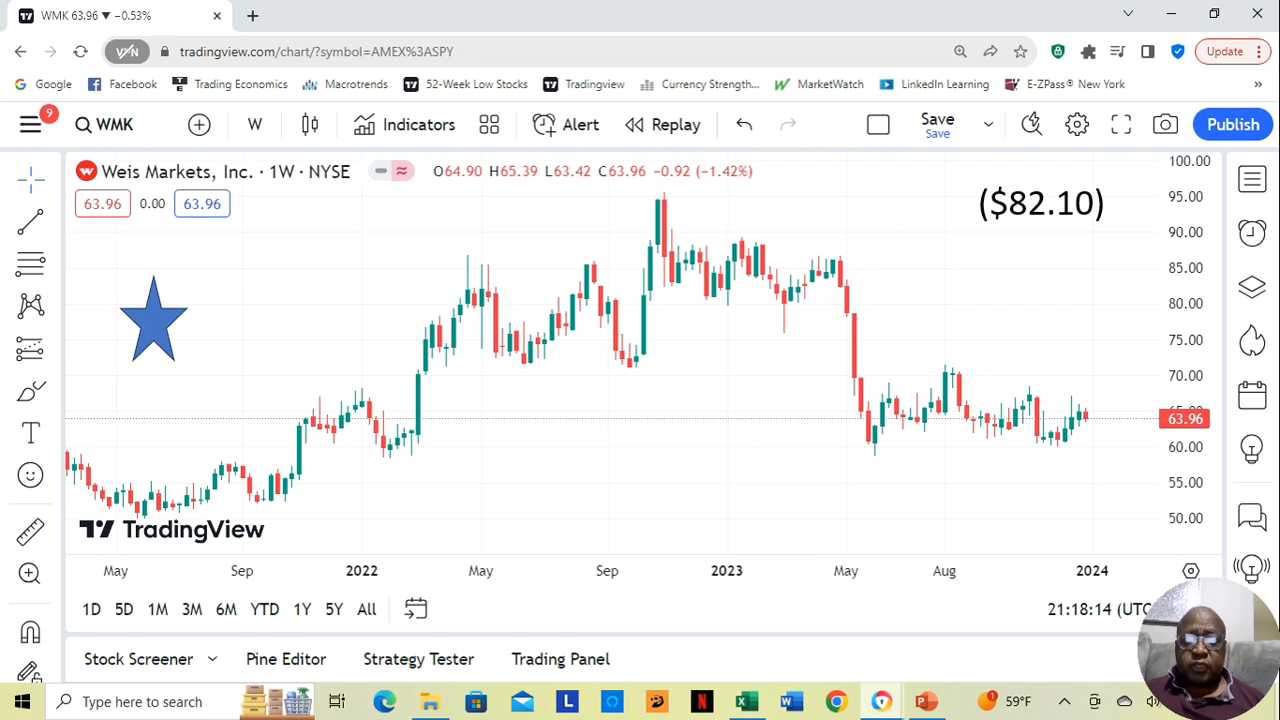 WMK 63.96 ▼ −0.53%
tradingview.com/chart/?symbol=AMEX%3ASPY
Update
Google Facebook Trading Economics Macrotrends 52-Week Low Stocks Tradingview Currency Strength... MarketWatch LinkedIn Learning E-ZPass® New York »
9
WMK W Indicators Alert Replay Save Publish
Save
Weis Markets, Inc. · 1W · NYSE O64.90 H65.39 L63.42 C63.96 −0.92 (−1.42%)
63.96 0.00 63.96
($82.10)
100.00
95.00
90.00
85.00
80.00
75.00
70.00
63.96
60.00
55.00
50.00
TradingView
May Sep 2022 May Sep 2023 May Aug 2024
1D 5D 1M 3M 6M YTD 1Y 5Y All 21:18:14 (UTC
Stock Screener Pine Editor Strategy Tester Trading Panel
Type here to search 1 59°F